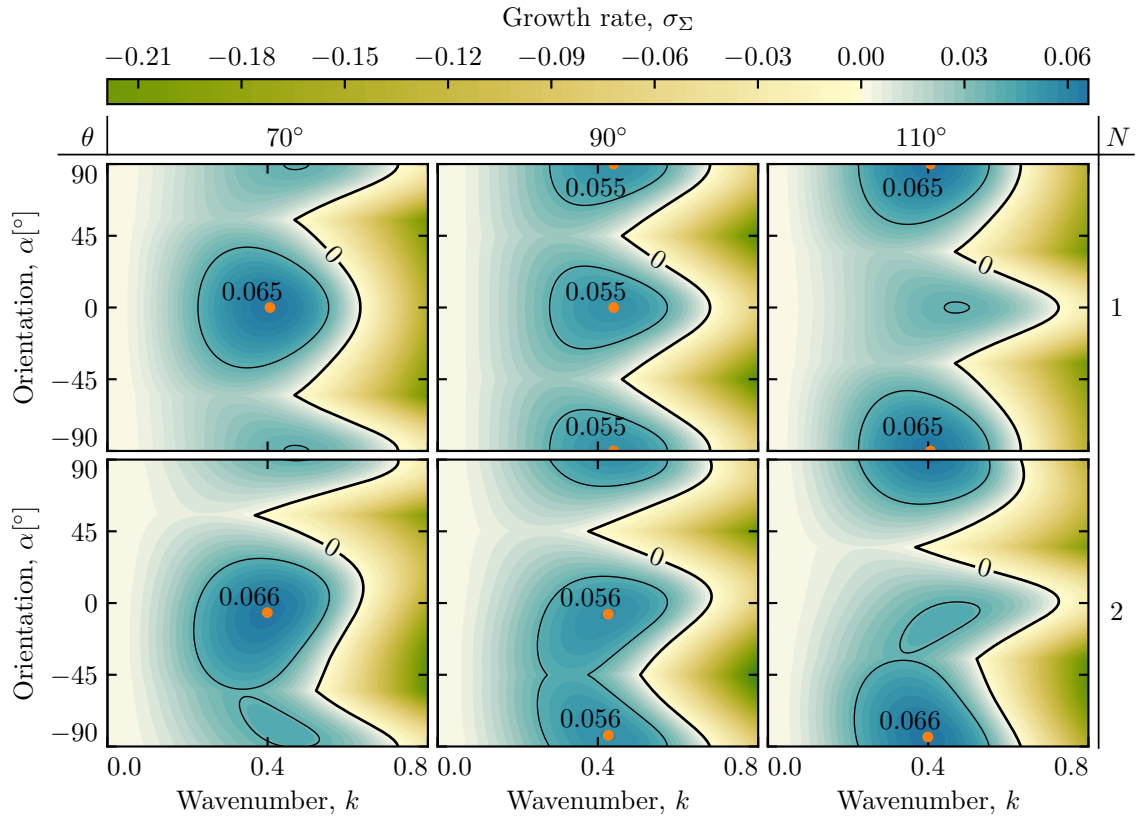 Growth rate, σ_Σ
−0.21 −0.18 −0.15 −0.12 −0.09 −0.06 −0.03 0.00 0.03 0.06
θ 70° 90° 110° N
Orientation, α[°]
90
45
0
−45
−90
0.065
0
0.055
0.055
0.055
0
0.065
0
0.065
1
Orientation, α[°]
90
45
0
−45
−90
0.066
0
0.056
0.056
0
0.066
0
2
0.0 0.4 0.8
0.0 0.4 0.8
0.0 0.4 0.8
Wavenumber, k
Wavenumber, k
Wavenumber, k